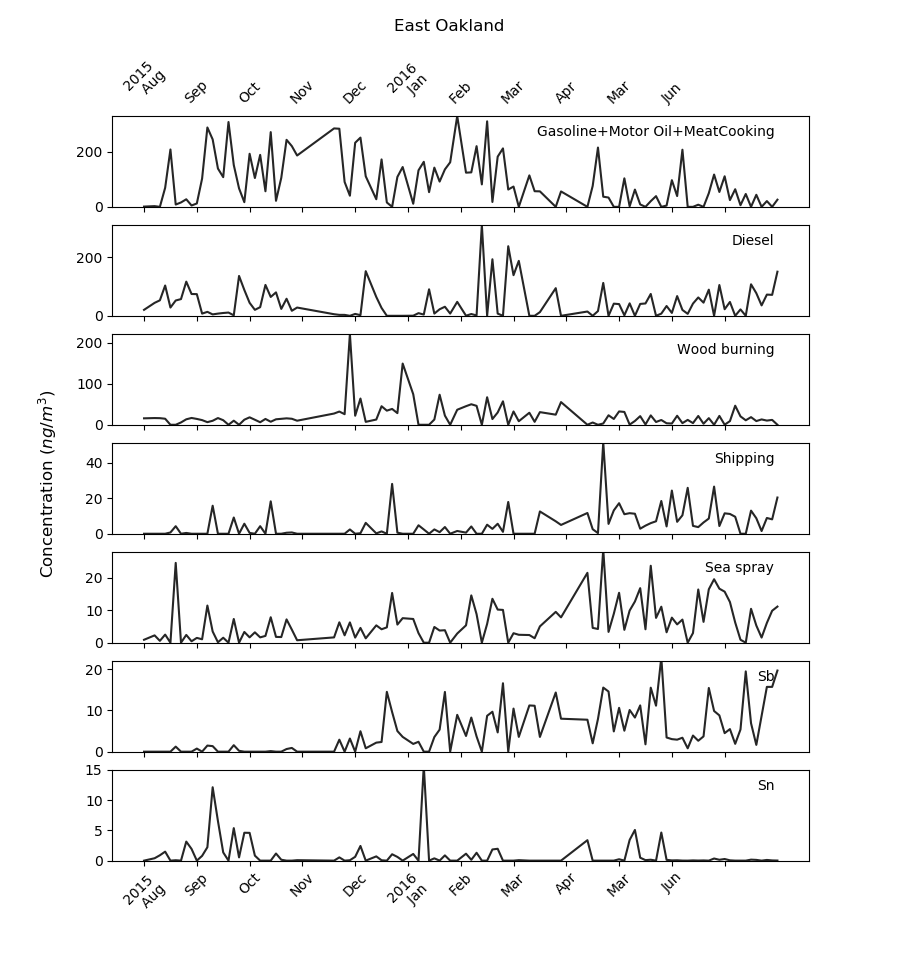 East Oakland
2015
Aug
Sep
Oct
Nov
Dec
2016
Jan
Feb
Mar
Apr
Mar
Jun
Gasoline+Motor Oil+MeatCooking
200
0
Diesel
200
0
Wood burning
200
100
0
Shipping
40
20
0
Sea spray
20
10
0
Sb
20
10
0
Sn
15
10
5
0
Concentration (ng/m³)
2015
Aug
Sep
Oct
Nov
Dec
2016
Jan
Feb
Mar
Apr
Mar
Jun